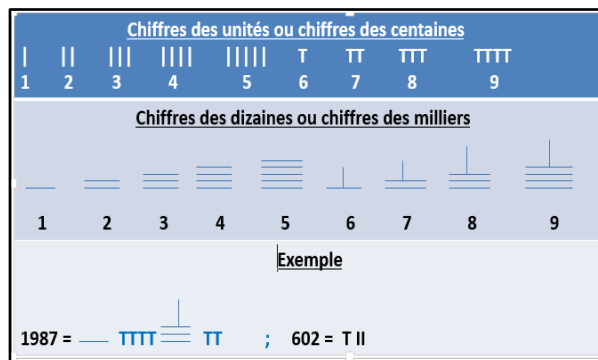 Chiffres des unités ou chiffres des centaines
| || ||| |||| ||||| T TT TTT TTTT
1 2 3 4 5 6 7 8 9
Chiffres des dizaines ou chiffres des milliers
1 2 3 4 5 6 7 8 9
Exemple
1987 = — TTTT TT ; 602 = T II